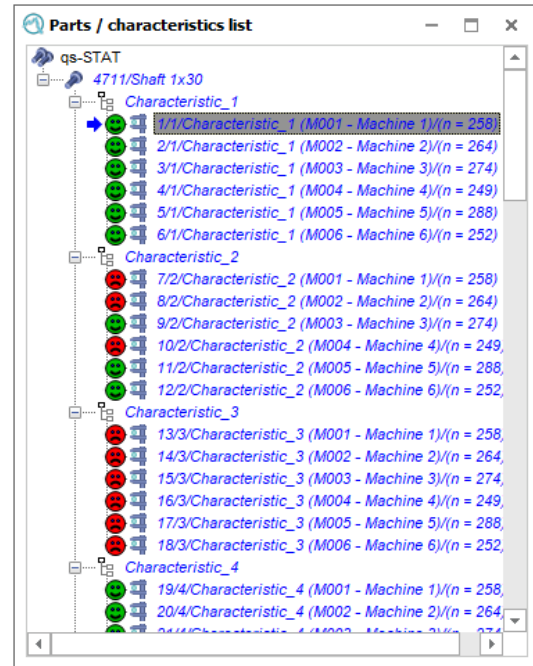 Parts / characteristics list
qs-STAT
4711/Shaft 1x30
Characteristic_1
1/1/Characteristic_1 (M001 - Machine 1)/(n = 258)
2/1/Characteristic_1 (M002 - Machine 2)/(n = 264)
3/1/Characteristic_1 (M003 - Machine 3)/(n = 274)
4/1/Characteristic_1 (M004 - Machine 4)/(n = 249)
5/1/Characteristic_1 (M005 - Machine 5)/(n = 288)
6/1/Characteristic_1 (M006 - Machine 6)/(n = 252)
Characteristic_2
7/2/Characteristic_2 (M001 - Machine 1)/(n = 258)
8/2/Characteristic_2 (M002 - Machine 2)/(n = 264)
9/2/Characteristic_2 (M003 - Machine 3)/(n = 274)
10/2/Characteristic_2 (M004 - Machine 4)/(n = 249
11/2/Characteristic_2 (M005 - Machine 5)/(n = 288
12/2/Characteristic_2 (M006 - Machine 6)/(n = 252
Characteristic_3
13/3/Characteristic_3 (M001 - Machine 1)/(n = 258
14/3/Characteristic_3 (M002 - Machine 2)/(n = 264
15/3/Characteristic_3 (M003 - Machine 3)/(n = 274
16/3/Characteristic_3 (M004 - Machine 4)/(n = 249
17/3/Characteristic_3 (M005 - Machine 5)/(n = 288
18/3/Characteristic_3 (M006 - Machine 6)/(n = 252
Characteristic_4
19/4/Characteristic_4 (M001 - Machine 1)/(n = 258
20/4/Characteristic_4 (M002 - Machine 2)/(n = 264
21/4/Characteristic_4 (M003 - Machine 3)/(n = 274